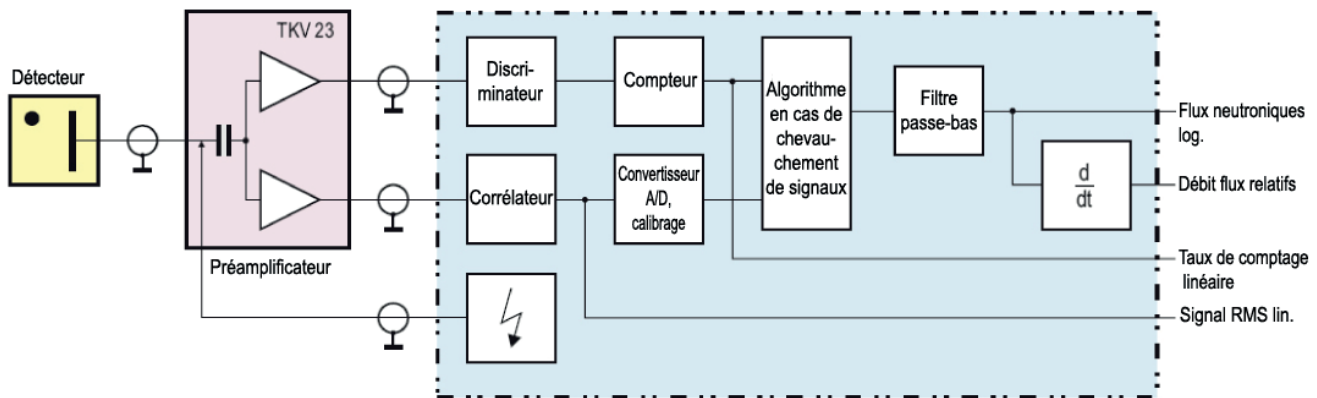 TKV 23
Détecteur
Préamplificateur
Discri-
minateur
Compteur
Algorithme
en cas de
chevau-
chement
de signaux
Filtre
passe-bas
Flux neutroniques
log.
Corrélateur
Convertisseur
A/D,
calibrage
d
dt
Débit flux relatifs
Taux de comptage
linéaire
Signal RMS lin.